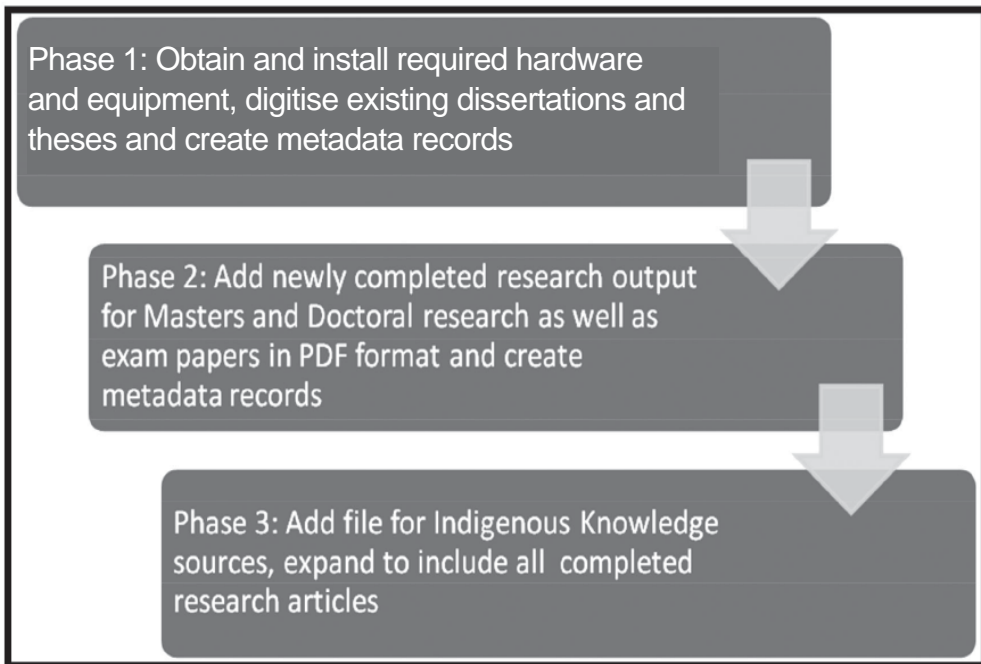 Phase 1: Obtain and install required hardware
and equipment, digitise existing dissertations and
theses and create metadata records
Phase 2: Add newly completed research output
for Masters and Doctoral research as well as
exam papers in PDF format and create
metadata records
Phase 3: Add file for Indigenous Knowledge
sources, expand to include all completed
research articles